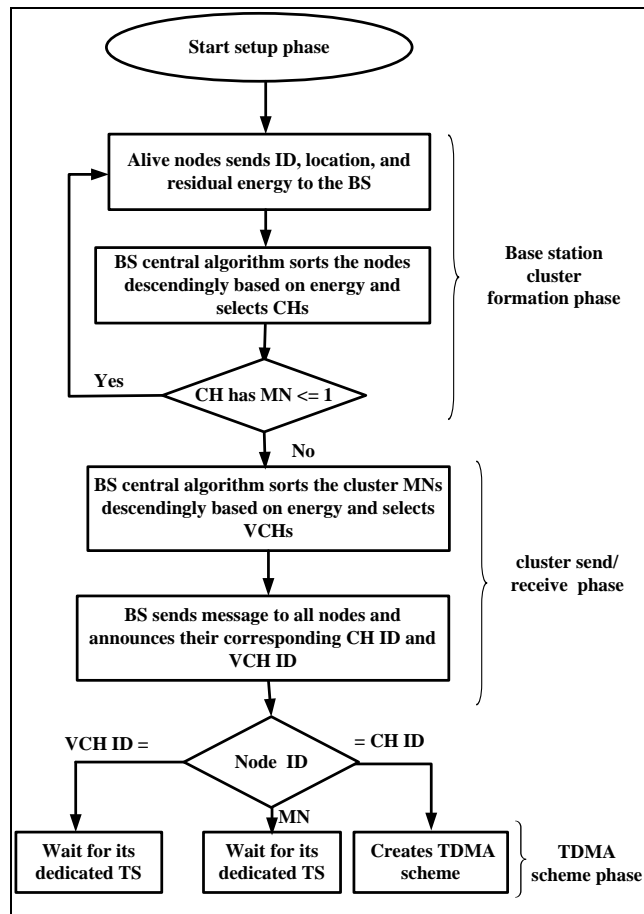 Start setup phase
Alive nodes sends ID, location, and
residual energy to the BS
BS central algorithm sorts the nodes
descendingly based on energy and
selects CHs
Base station
cluster
formation phase
Yes
CH has MN <= 1
No
BS central algorithm sorts the cluster MNs
descendingly based on energy and selects
VCHs
cluster send/
receive phase
BS sends message to all nodes and
announces their corresponding CH ID and
VCH ID
VCH ID =
Node ID
= CH ID
MN
Wait for its
dedicated TS
Wait for its
dedicated TS
Creates TDMA
scheme
TDMA
scheme phase